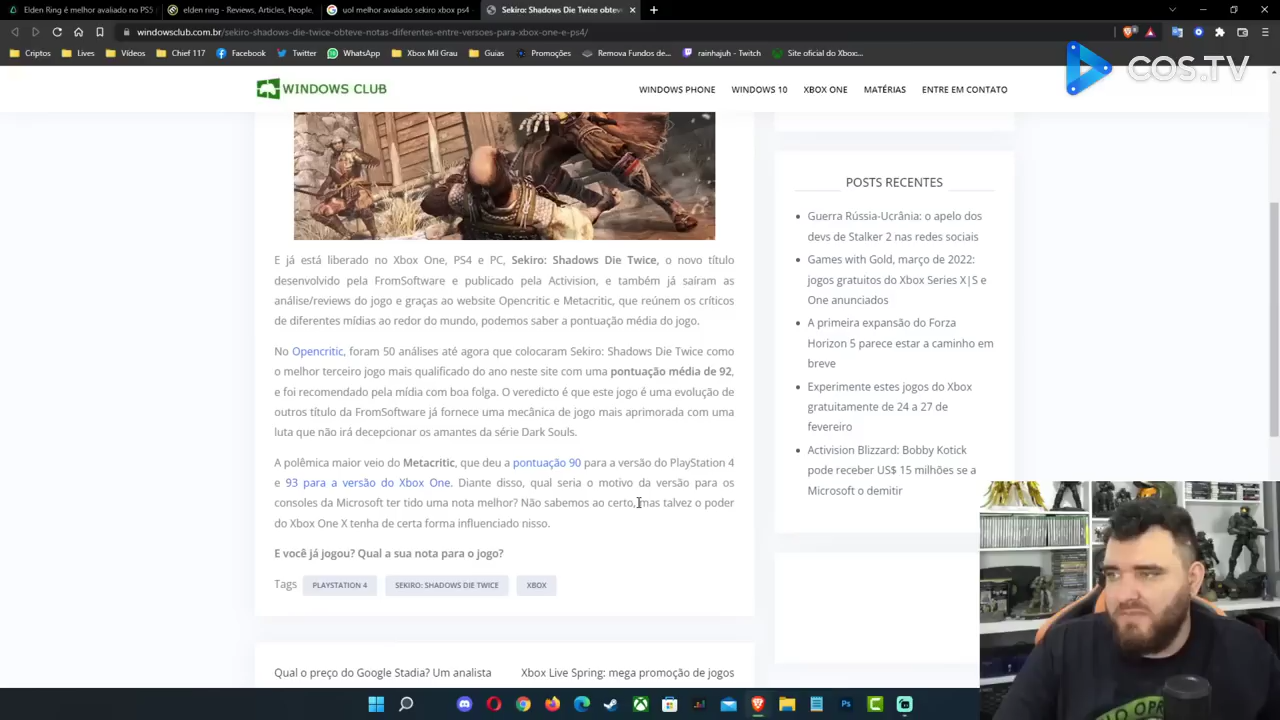 Elden Ring é melhor avaliado no PS5
elden ring - Reviews, Articles, People,
uol melhor avaliado sekiro xbox ps4
Sekiro: Shadows Die Twice obtev
windowsclub.com.br/sekiro-shadows-die-twice-obteve-notas-diferentes-entre-versoes-para-xbox-one-e-ps4/
Criptos
Lives
Vídeos
Chief 117
Facebook
Twitter
WhatsApp
Xbox Mil Grau
Guias
Promoções
Remova Fundos de...
rainhajuh - Twitch
Site oficial do Xbox:...
COS.TV
WINDOWS CLUB
WINDOWS PHONE
WINDOWS 10
XBOX ONE
MATÉRIAS
ENTRE EM CONTATO
E já está liberado no Xbox One, PS4 e PC, Sekiro: Shadows Die Twice, o novo título
desenvolvido pela FromSoftware e publicado pela Activision, e também já saíram as
análise/reviews do jogo e graças ao website Opencritic e Metacritic, que reúnem os críticos
de diferentes mídias ao redor do mundo, podemos saber a pontuação média do jogo.
No Opencritic, foram 50 análises até agora que colocaram Sekiro: Shadows Die Twice como
o melhor terceiro jogo mais qualificado do ano neste site com uma pontuação média de 92,
e foi recomendado pela mídia com boa folga. O veredicto é que este jogo é uma evolução de
outros título da FromSoftware já fornece uma mecânica de jogo mais aprimorada com uma
luta que não irá decepcionar os amantes da série Dark Souls.
A polêmica maior veio do Metacritic, que deu a pontuação 90 para a versão do PlayStation 4
e 93 para a versão do Xbox One. Diante disso, qual seria o motivo da versão para os
consoles da Microsoft ter tido uma nota melhor? Não sabemos ao certo, mas talvez o poder
do Xbox One X tenha de certa forma influenciado nisso.
E você já jogou? Qual a sua nota para o jogo?
Tags
PLAYSTATION 4
SEKIRO: SHADOWS DIE TWICE
XBOX
Qual o preço do Google Stadia? Um analista
Xbox Live Spring: mega promoção de jogos
POSTS RECENTES
Guerra Rússia-Ucrânia: o apelo dos
devs de Stalker 2 nas redes sociais
Games with Gold, março de 2022:
jogos gratuitos do Xbox Series X|S e
One anunciados
A primeira expansão do Forza
Horizon 5 parece estar a caminho em
breve
Experimente estes jogos do Xbox
gratuitamente de 24 a 27 de
fevereiro
Activision Blizzard: Bobby Kotick
pode receber US$ 15 milhões se a
Microsoft o demitir